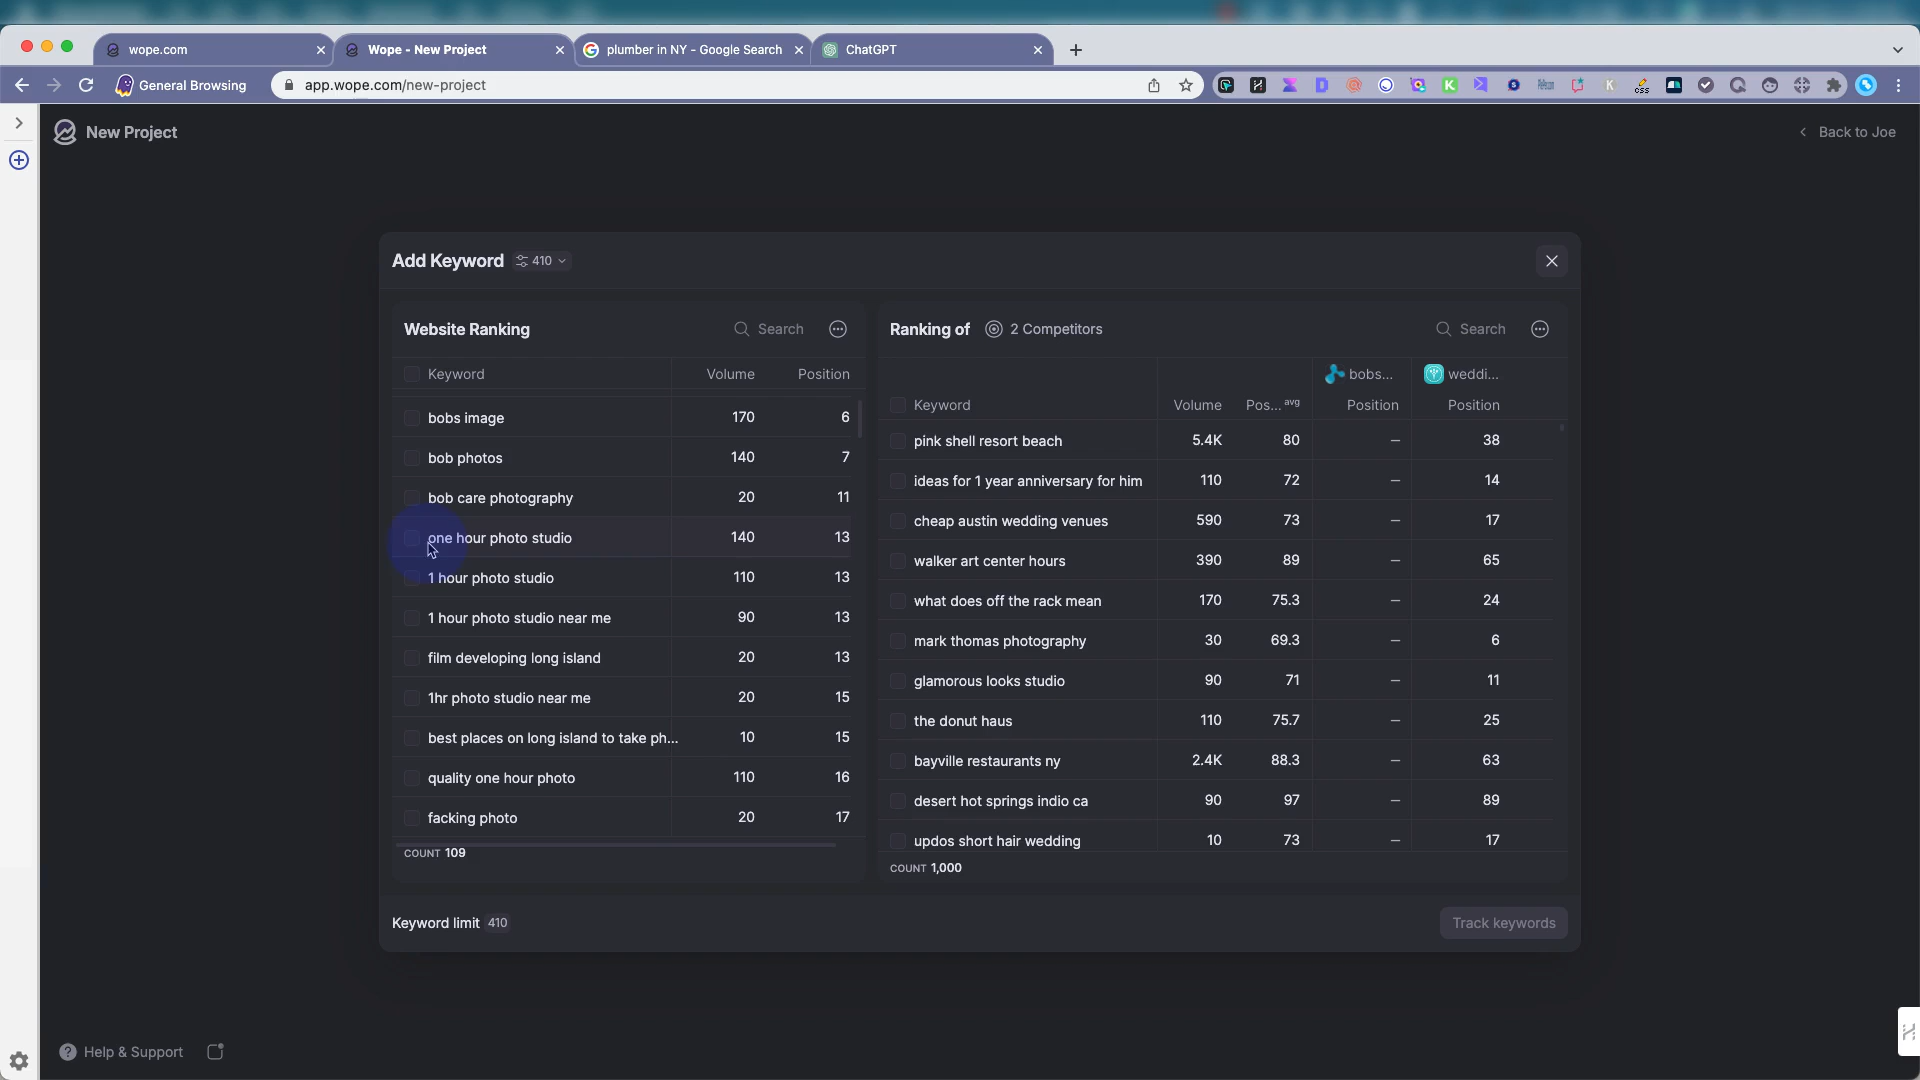 wope.com
Wope - New Project
plumber in NY - Google Search
ChatGPT
General Browsing
app.wope.com/new-project
New Project
Back to Joe
Add Keyword 410
Website Ranking
Search
Keyword Volume Position
bobs image 170 6
bob photos 140 7
bob care photography 20 11
one hour photo studio 140 13
1 hour photo studio 110 13
1 hour photo studio near me 90 13
film developing long island 20 13
1hr photo studio near me 20 15
best places on long island to take ph... 10 15
quality one hour photo 110 16
facking photo 20 17
COUNT 109
Ranking of 2 Competitors
Search
bobs... weddi...
Keyword Volume Pos... avg Position Position
pink shell resort beach 5.4K 80 – 38
ideas for 1 year anniversary for him 110 72 – 14
cheap austin wedding venues 590 73 – 17
walker art center hours 390 89 – 65
what does off the rack mean 170 75.3 – 24
mark thomas photography 30 69.3 – 6
glamorous looks studio 90 71 – 11
the donut haus 110 75.7 – 25
bayville restaurants ny 2.4K 88.3 – 63
desert hot springs indio ca 90 97 – 89
updos short hair wedding 10 73 – 17
COUNT 1,000
Keyword limit 410
Track keywords
Help & Support